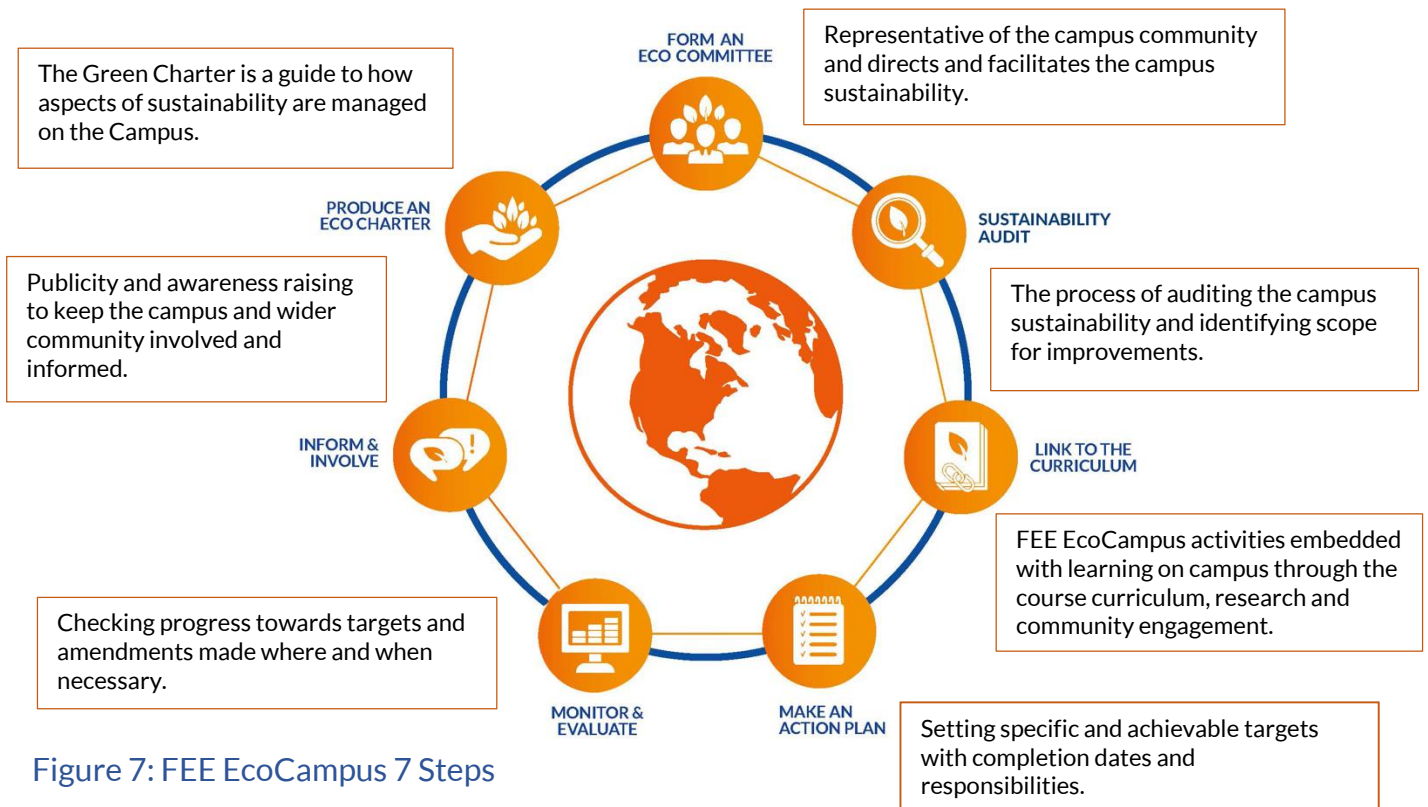 FORM AN
ECO COMMITTEE
Representative of the campus community
and directs and facilitates the campus
sustainability.
SUSTAINABILITY
AUDIT
The process of auditing the campus
sustainability and identifying scope
for improvements.
LINK TO THE
CURRICULUM
FEE EcoCampus activities embedded
with learning on campus through the
course curriculum, research and
community engagement.
MAKE AN
ACTION PLAN
Setting specific and achievable targets
with completion dates and
responsibilities.
MONITOR &
EVALUATE
Checking progress towards targets and
amendments made where and when
necessary.
INFORM &
INVOLVE
Publicity and awareness raising
to keep the campus and wider
community involved and
informed.
PRODUCE AN
ECO CHARTER
The Green Charter is a guide to how
aspects of sustainability are managed
on the Campus.
Figure 7: FEE EcoCampus 7 Steps